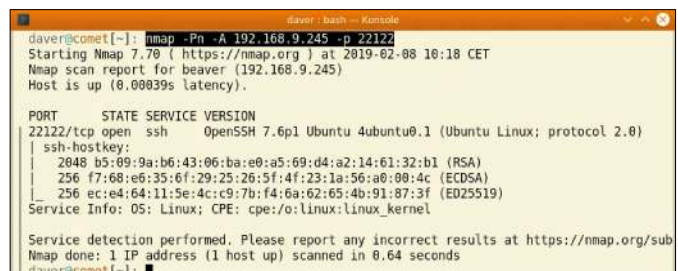 daver : bash — Konsole
daver@comet[~]: nmap -Pn -A 192.168.9.245 -p 22122
Starting Nmap 7.70 ( https://nmap.org ) at 2019-02-08 10:18 CET
Nmap scan report for beaver (192.168.9.245)
Host is up (0.00039s latency).
PORT STATE SERVICE VERSION
22122/tcp open ssh OpenSSH 7.6p1 Ubuntu 4ubuntu0.1 (Ubuntu Linux; protocol 2.0)
| ssh-hostkey:
| 2048 b5:09:9a:b6:43:06:ba:e0:a5:69:d4:a2:14:61:32:b1 (RSA)
| 256 f7:68:e6:35:6f:29:25:26:5f:4f:23:1a:56:a0:00:4c (ECDSA)
|_ 256 ec:e4:64:11:5e:4c:c9:7b:f4:6a:62:65:4b:91:87:3f (ED25519)
Service Info: OS: Linux; CPE: cpe:/o:linux:linux_kernel
Service detection performed. Please report any incorrect results at https://nmap.org/sub
Nmap done: 1 IP address (1 host up) scanned in 0.64 seconds
daver@comet[~]: